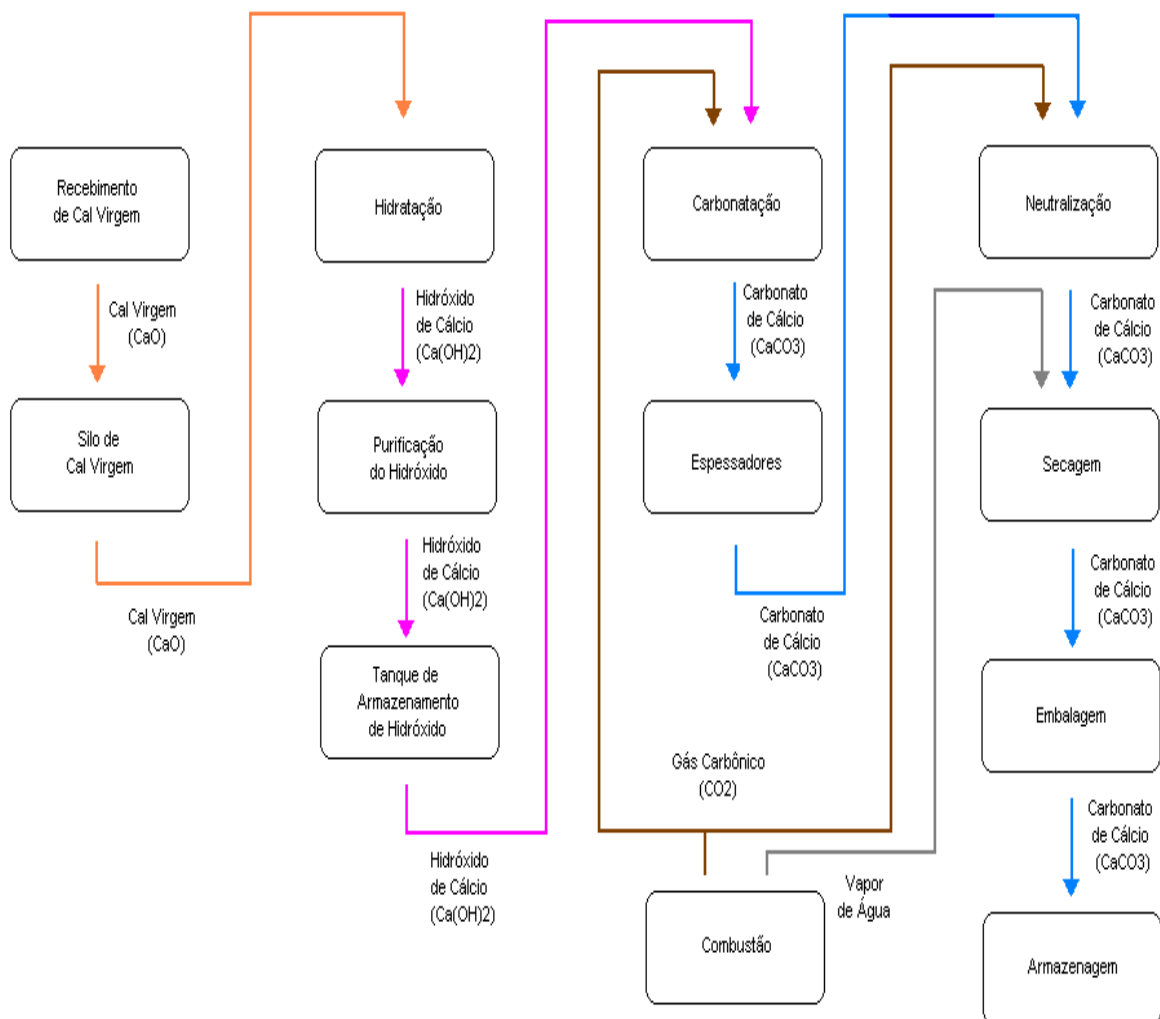 Recebimento
de Cal Virgem
Cal Virgem
(CaO)
Silo de
Cal Virgem
Cal Virgem
(CaO)
Hidratação
Hidróxido
de Cálcio
(Ca(OH)2)
Purificação
do Hidróxido
Hidróxido
de Cálcio
(Ca(OH)2)
Tanque de
Armazenamento
de Hidróxido
Hidróxido
de Cálcio
(Ca(OH)2)
Carbonatação
Carbonato
de Cálcio
(CaCO3)
Espessadores
Carbonato
de Cálcio
(CaCO3)
Gás Carbônico
(CO2)
Combustão
Vapor
de Água
Neutralização
Carbonato
de Cálcio
(CaCO3)
Secagem
Carbonato
de Cálcio
(CaCO3)
Embalagem
Carbonato
de Cálcio
(CaCO3)
Armazenagem